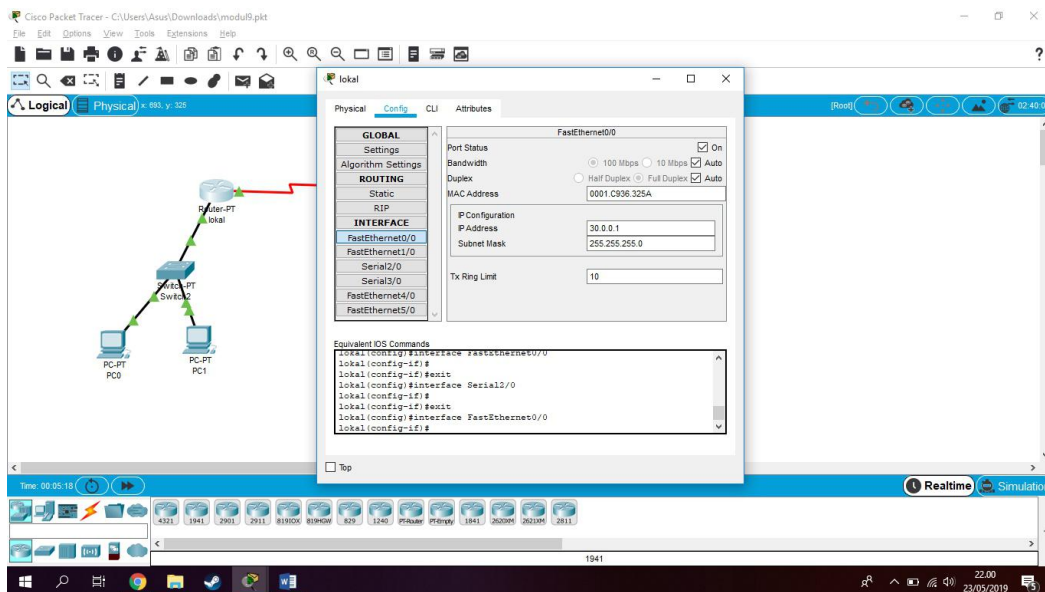 Cisco Packet Tracer - C:\Users\Asus\Downloads\modul9.pkt
File Edit Options View Tools Extensions Help
?
Logical Physical x: 693, y: 325
[Root]
02:40:0
lokal
Physical Config CLI Attributes
GLOBAL
Settings
Algorithm Settings
ROUTING
Static
RIP
INTERFACE
FastEthernet0/0
FastEthernet1/0
Serial2/0
Serial3/0
FastEthernet4/0
FastEthernet5/0
FastEthernet0/0
Port Status On
Bandwidth 100 Mbps 10 Mbps Auto
Duplex Half Duplex Full Duplex Auto
MAC Address 0001.C936.325A
IP Configuration
IP Address 30.0.0.1
Subnet Mask 255.255.255.0
Tx Ring Limit 10
Equivalent IOS Commands
lokal(config)#interface FastEthernet0/0
lokal(config-if)#
lokal(config-if)#exit
lokal(config)#interface Serial2/0
lokal(config-if)#
lokal(config-if)#exit
lokal(config)#interface FastEthernet0/0
lokal(config-if)#
Top
Router-PT
lokal
Switch-PT
Switch2
PC-PT
PC0
PC-PT
PC1
Time: 00:05:18
Realtime Simulatio
4321 1941 2901 2911 819IOX 819HGW 829 1240 PT-Router PT-Empty 1841 2620XM 2621XM 2811
1941
22.00
23/05/2019
5